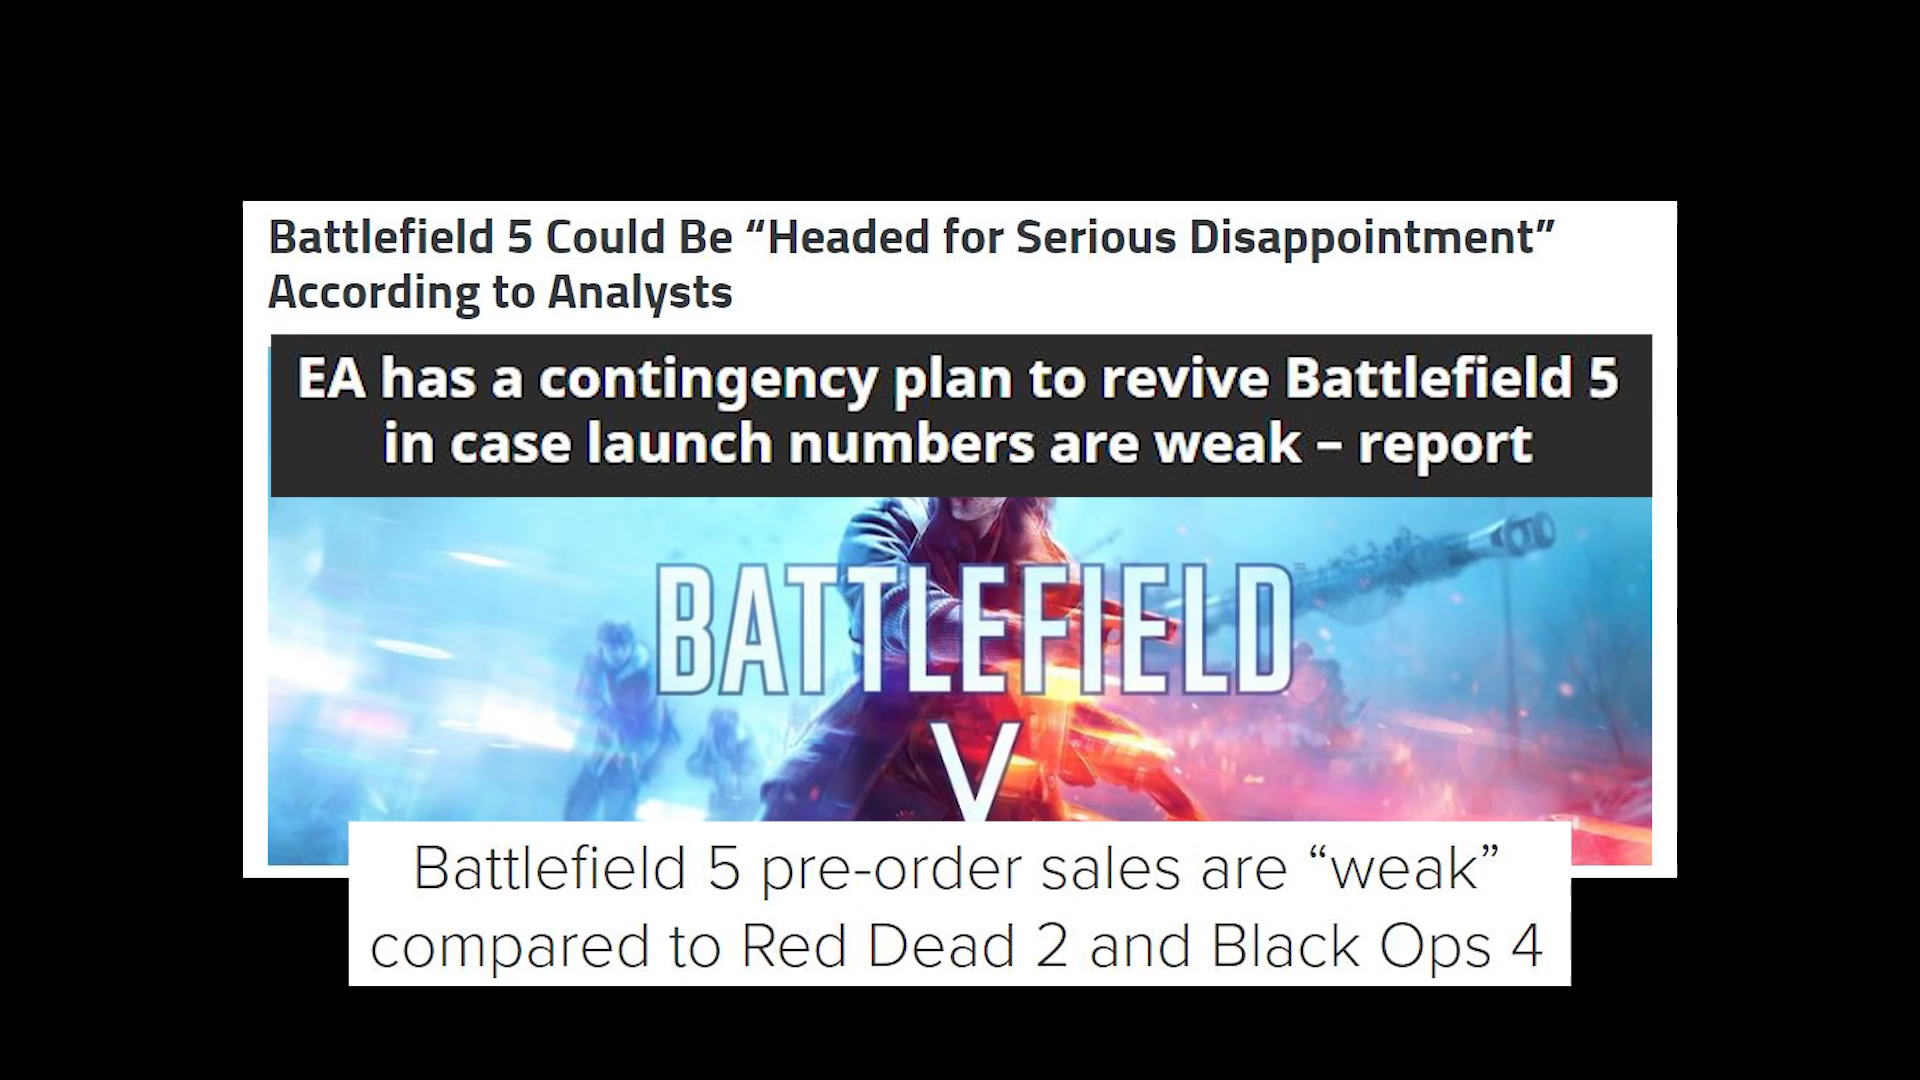 Battlefield 5 Could Be “Headed for Serious Disappointment”
According to Analysts
EA has a contingency plan to revive Battlefield 5
in case launch numbers are weak – report
BATTLEFIELD
V
Battlefield 5 pre-order sales are “weak”
compared to Red Dead 2 and Black Ops 4